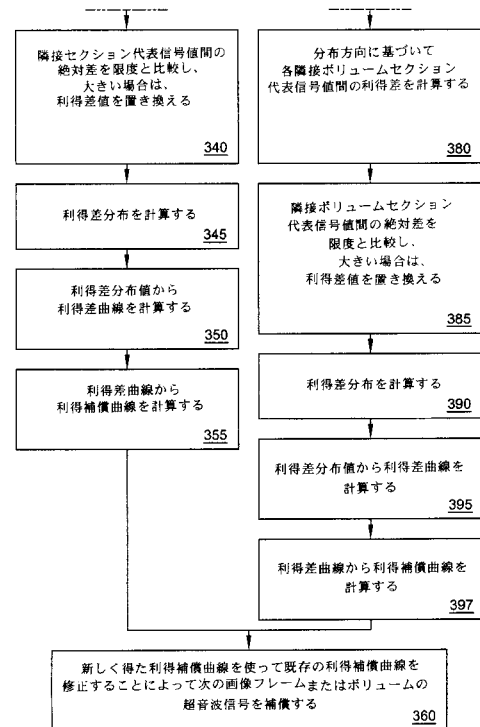 隣接セクション代表信号値間の
絶対差を限度と比較し、
大きい場合は、
利得差値を置き換える
340
利得差分布を計算する
345
利得差分布値から
利得差曲線を計算する
350
利得差曲線から
利得補償曲線を計算する
355
分布方向に基づいて
各隣接ボリュームセクション
代表信号値間の利得差を計算する
380
隣接ボリュームセクション
代表信号値間の絶対差を
限度と比較し、
大きい場合は、
利得差値を置き換える
385
利得差分布を計算する
390
利得差分布値から利得差曲線を
計算する
395
利得差曲線から利得補償曲線を
計算する
397
新しく得た利得補償曲線を使って既存の利得補償曲線を
修正することによって次の画像フレームまたはボリュームの
超音波信号を補償する
360